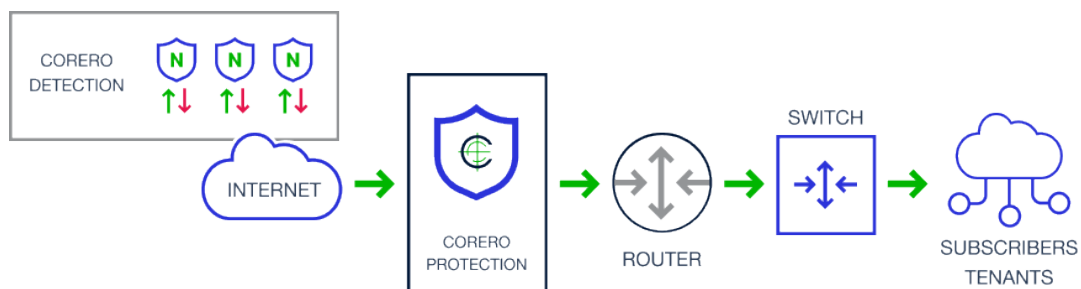 CORERO
DETECTION
N N N
INTERNET
C
CORERO
PROTECTION
ROUTER
SWITCH
SUBSCRIBERS
TENANTS